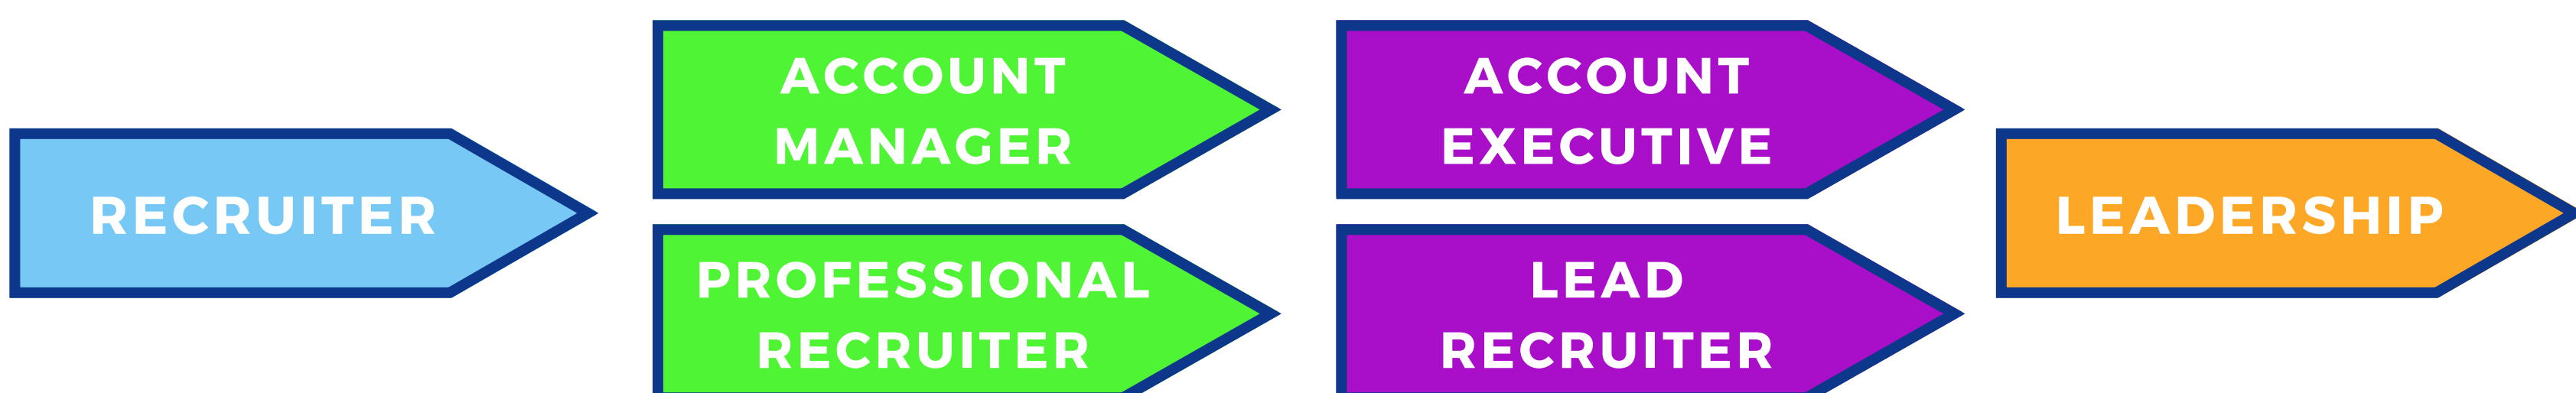 RECRUITER
ACCOUNT
MANAGER
PROFESSIONAL
RECRUITER
ACCOUNT
EXECUTIVE
LEAD
RECRUITER
LEADERSHIP